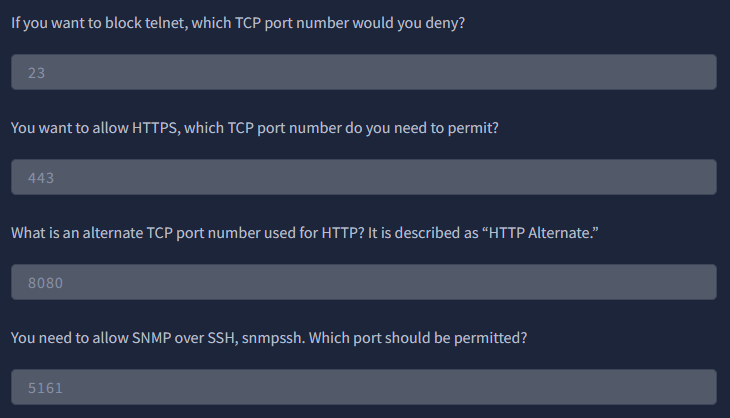 If you want to block telnet, which TCP port number would you deny?
23
You want to allow HTTPS, which TCP port number do you need to permit?
443
What is an alternate TCP port number used for HTTP? It is described as “HTTP Alternate.”
8080
You need to allow SNMP over SSH, snmpssh. Which port should be permitted?
5161